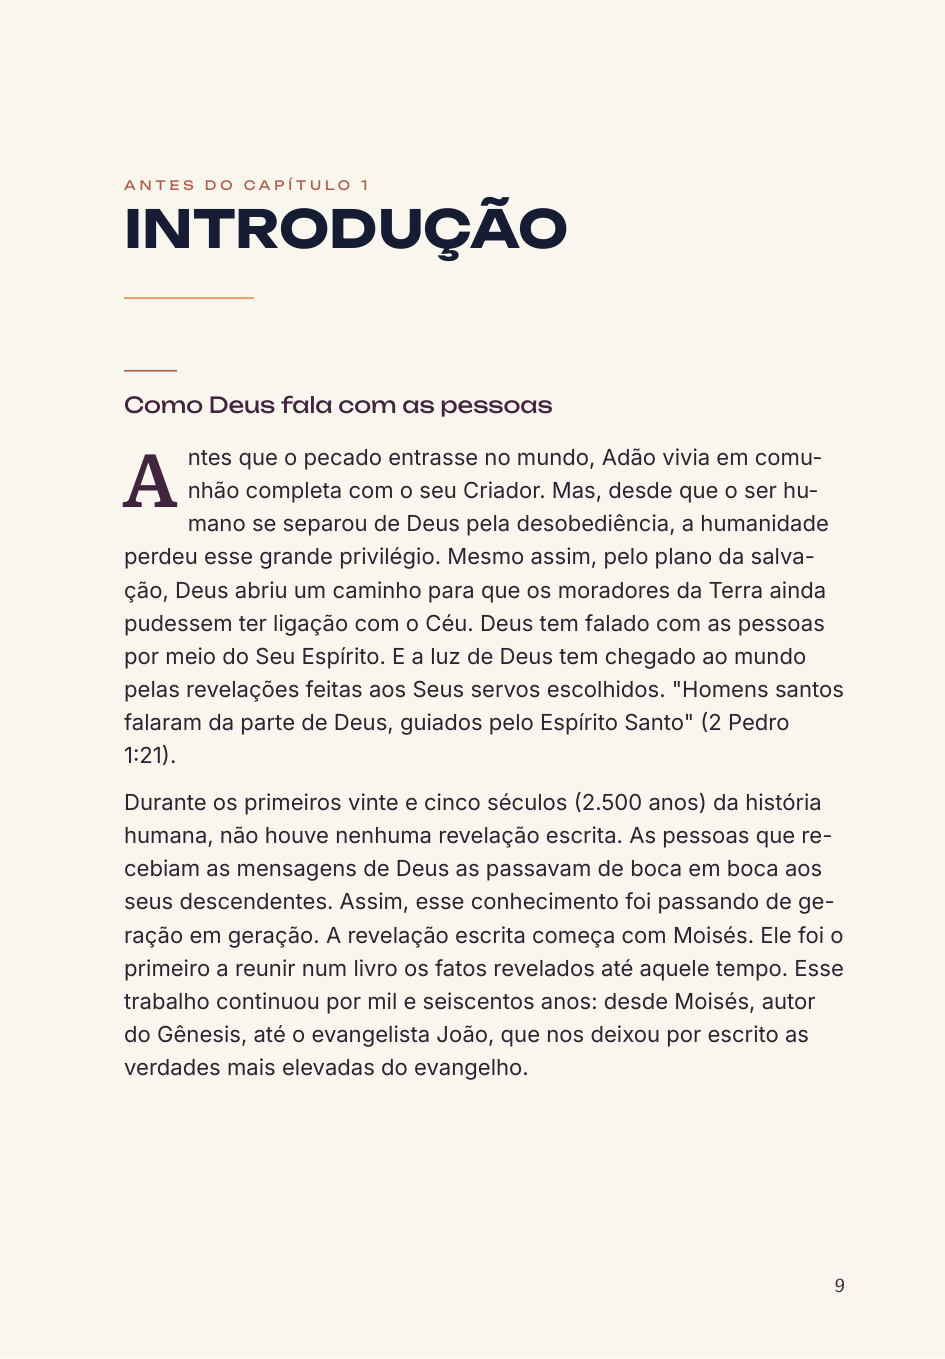 ANTES DO CAPÍTULO 1
INTRODUÇÃO
Como Deus fala com as pessoas
Antes que o pecado entrasse no mundo, Adão vivia em comu-
nhão completa com o seu Criador. Mas, desde que o ser hu-
mano se separou de Deus pela desobediência, a humanidade
perdeu esse grande privilégio. Mesmo assim, pelo plano da salva-
ção, Deus abriu um caminho para que os moradores da Terra ainda
pudessem ter ligação com o Céu. Deus tem falado com as pessoas
por meio do Seu Espírito. E a luz de Deus tem chegado ao mundo
pelas revelações feitas aos Seus servos escolhidos. "Homens santos
falaram da parte de Deus, guiados pelo Espírito Santo" (2 Pedro
1:21).
Durante os primeiros vinte e cinco séculos (2.500 anos) da história
humana, não houve nenhuma revelação escrita. As pessoas que re-
cebiam as mensagens de Deus as passavam de boca em boca aos
seus descendentes. Assim, esse conhecimento foi passando de ge-
ração em geração. A revelação escrita começa com Moisés. Ele foi o
primeiro a reunir num livro os fatos revelados até aquele tempo. Esse
trabalho continuou por mil e seiscentos anos: desde Moisés, autor
do Gênesis, até o evangelista João, que nos deixou por escrito as
verdades mais elevadas do evangelho.
9